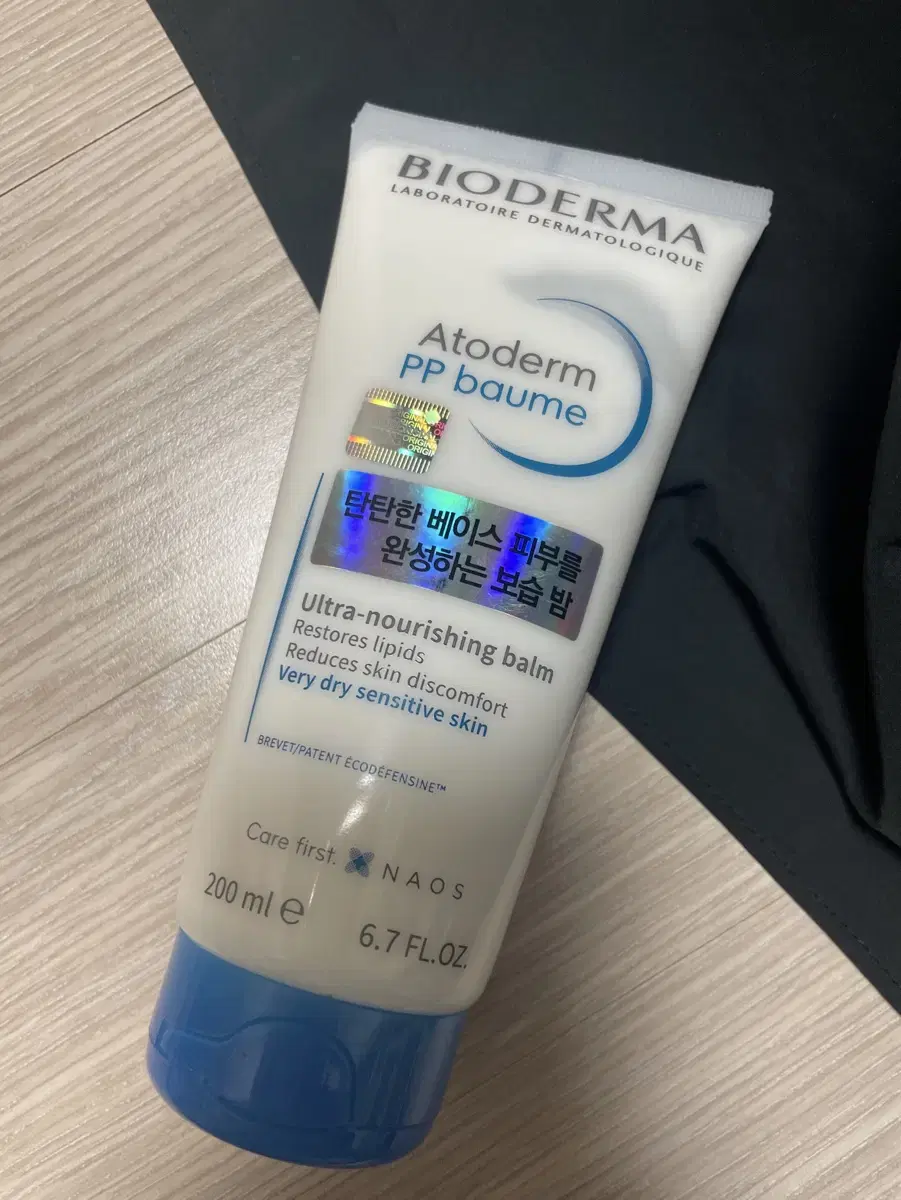 BIODERMA
LABORATOIRE DERMATOLOGIQUE
Atoderm
PP baume
ORIGINAL
탄탄한 베이스 피부를
완성하는 보습 밤
Ultra-nourishing balm
Restores lipids
Reduces skin discomfort
Very dry sensitive skin
BREVET/PATENT ÉCODÉFENSINE™
Care first. NAOS
200 ml e
6.7 FL.OZ.